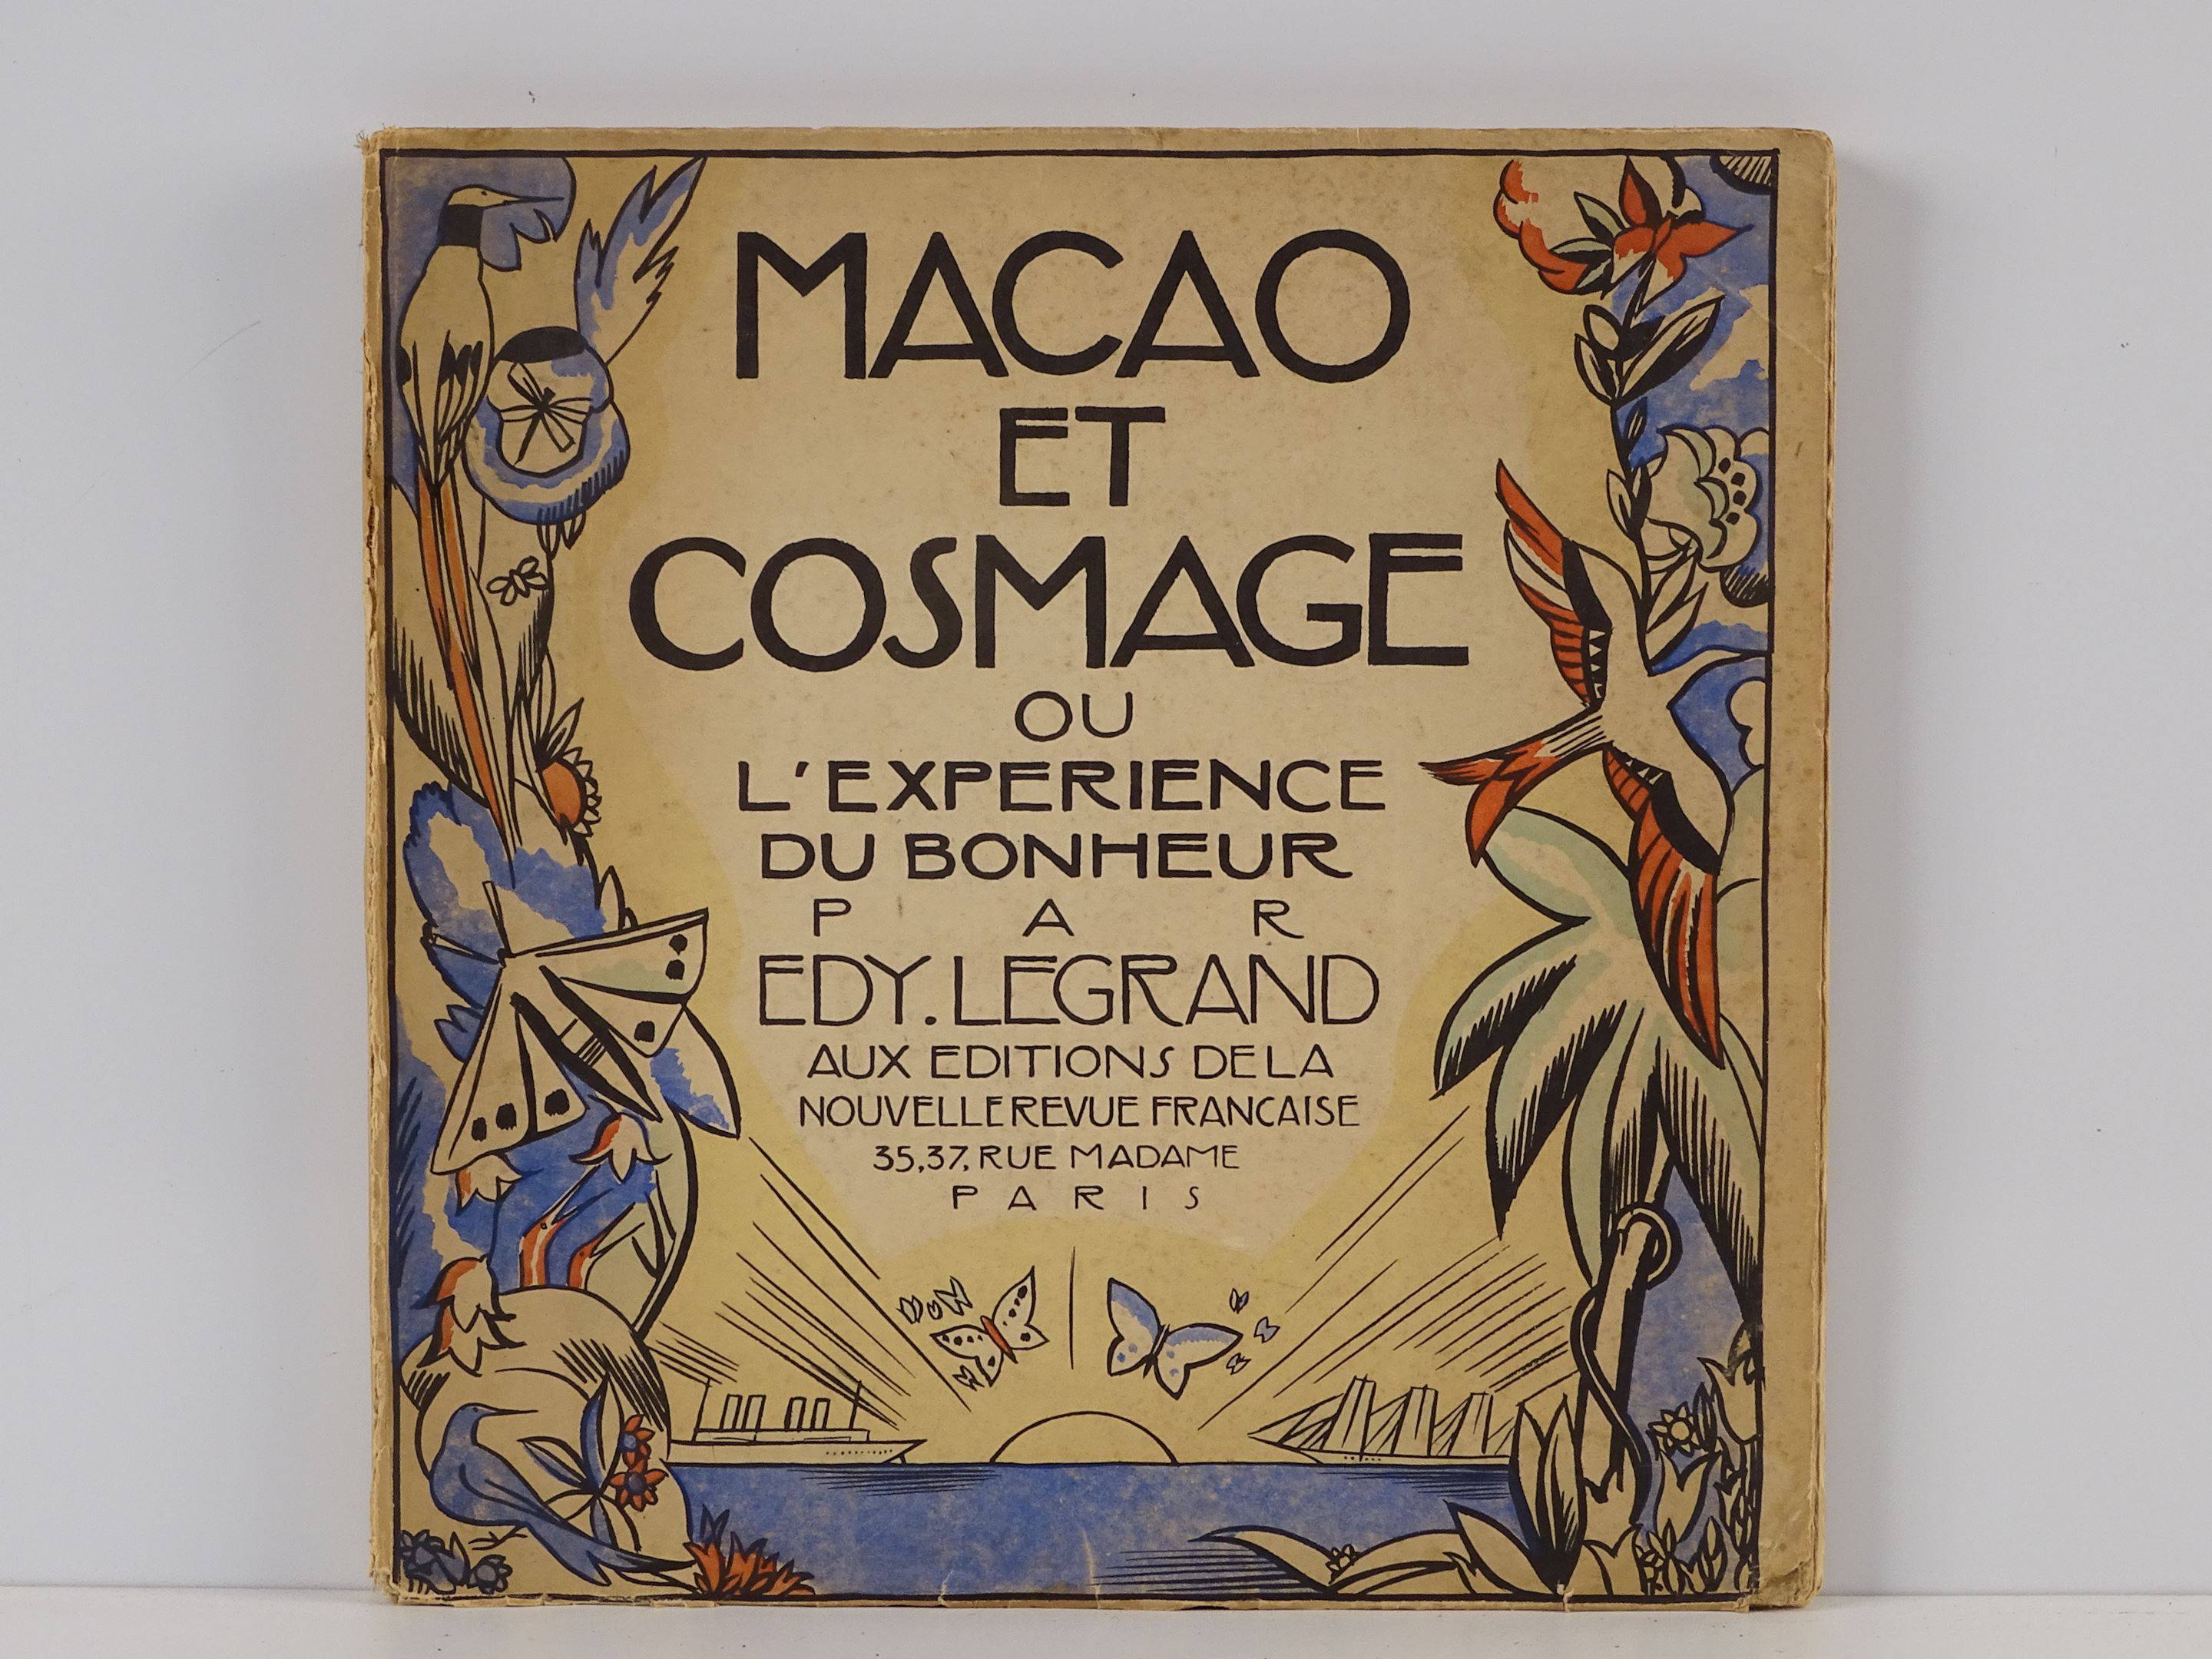 MACAO
ET
COSMAGE
OU
L'EXPERIENCE
DU BONHEUR
PAR
EDY.LEGRAND
AUX EDITIONS DE LA
NOUVELLE REVUE FRANCAISE
35,37, RUE MADAME
PARIS